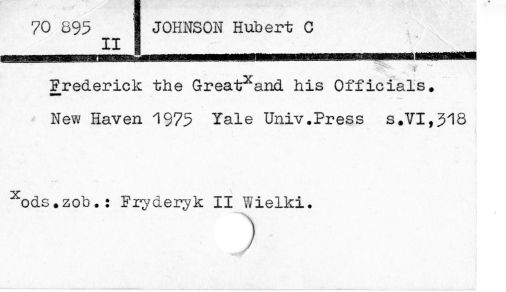 70 895 II JOHNSON Hubert C
Frederick the Great x and his Officials.
New Haven 1975 Yale Univ.Press s.VI,318
x ods.zob.: Fryderyk II Wielki.